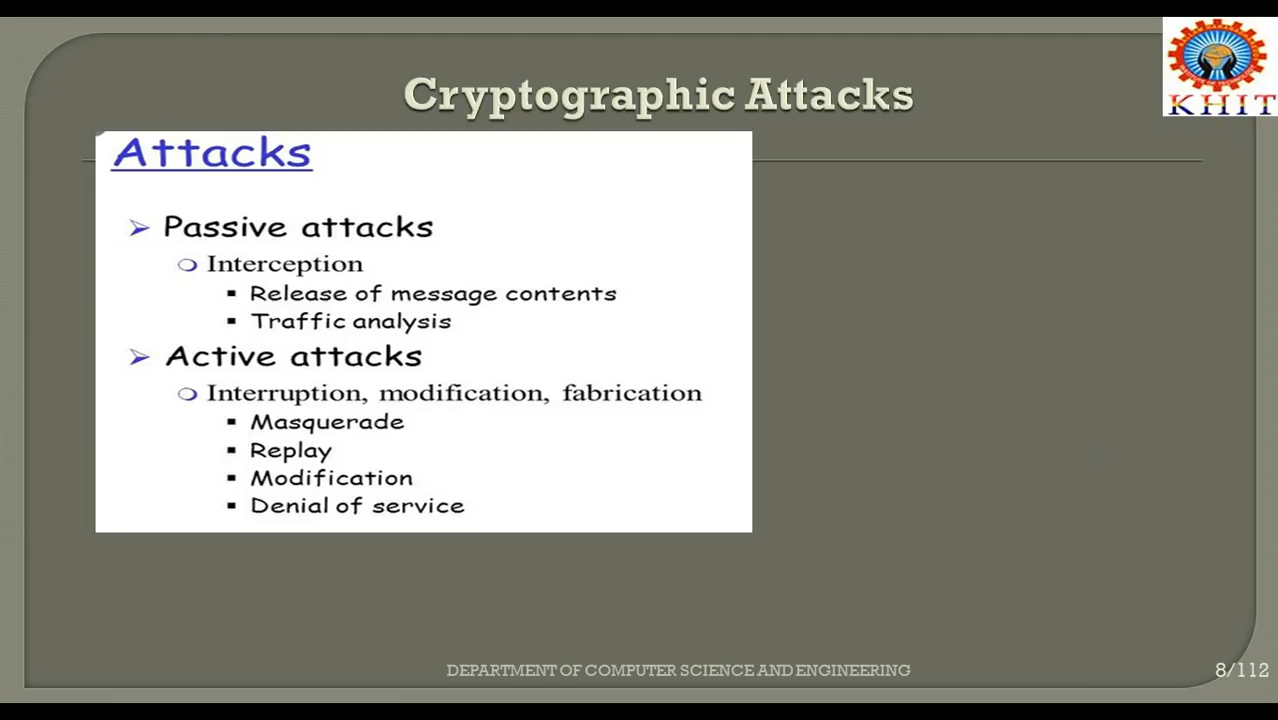 Cryptographic Attacks
KHIT
Attacks
Passive attacks
Interception
Release of message contents
Traffic analysis
Active attacks
Interruption, modification, fabrication
Masquerade
Replay
Modification
Denial of service
DEPARTMENT OF COMPUTER SCIENCE AND ENGINEERING
8/112